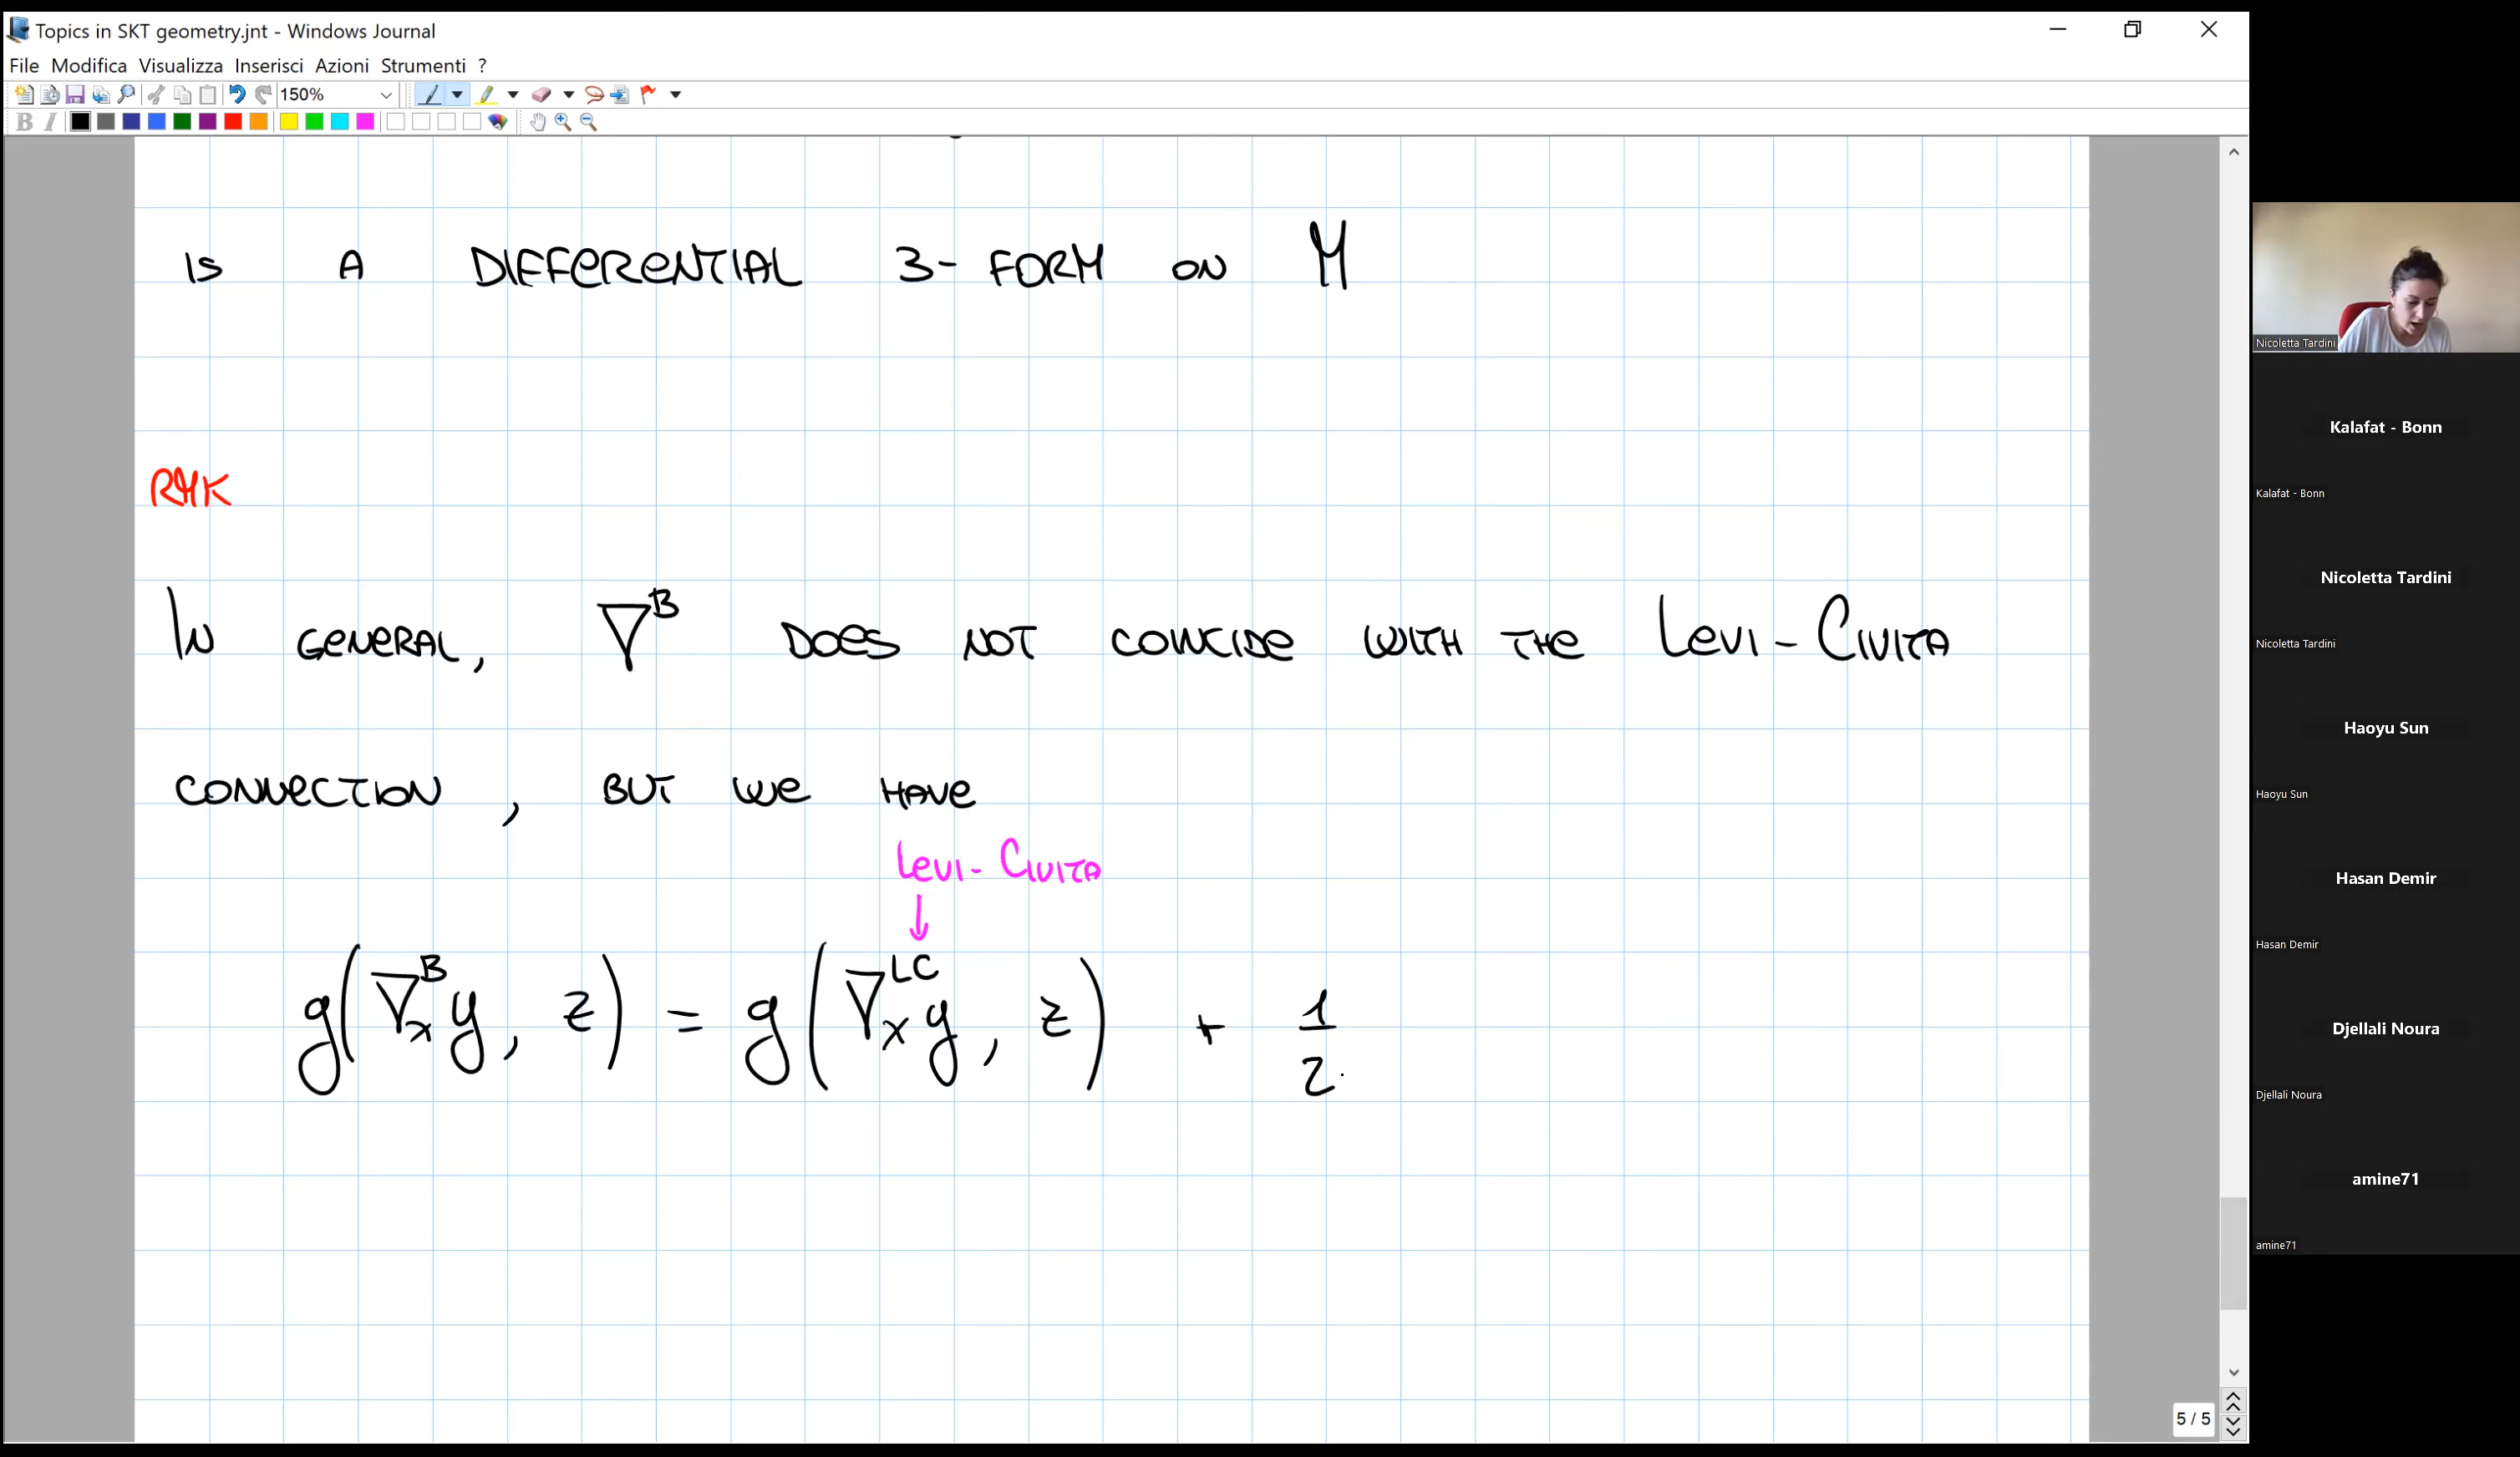 Topics in SKT geometry.jnt - Windows Journal
File Modifica Visualizza Inserisci Azioni Strumenti ?
150%
B I
IS A DIFFERENTIAL 3-FORM ON M
RMK
IN GENERAL, ∇^B DOES NOT COINCIDE WITH THE LEVI-CIVITA
CONNECTION, BUT WE HAVE
LEVI-CIVITA
↓
g(∇^B_x y, z) = g(∇^LC_x y, z) + 1/2
5 / 5
Nicoletta Tardini
Kalafat - Bonn
Kalafat - Bonn
Nicoletta Tardini
Nicoletta Tardini
Haoyu Sun
Haoyu Sun
Hasan Demir
Hasan Demir
Djellali Noura
Djellali Noura
amine71
amine71